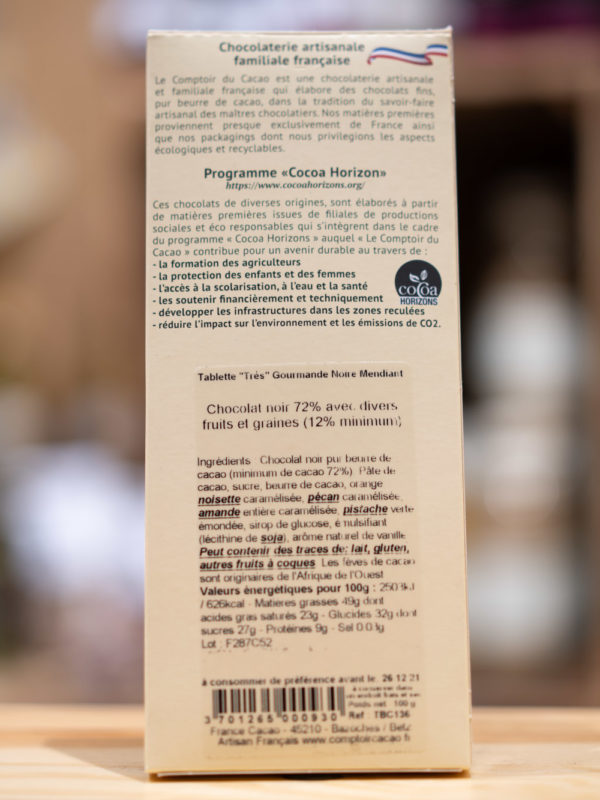 Chocolaterie artisanale
familiale française
Le Comptoir du Cacao est une chocolaterie artisanale
et familiale française qui élabore des chocolats fins,
pur beurre de cacao, dans la tradition du savoir-faire
artisanal des maîtres chocolatiers. Nos matières premières
proviennent presque exclusivement de France ainsi
que nos packagings dont nous privilegions les aspects
écologiques et recyclables.
Programme «Cocoa Horizon»
https://www.cocoahorizons.org/
Ces chocolats de diverses origines, sont élaborés à partir
de matières premières issues de filiales de productions
sociales et éco responsables qui s'intègrent dans le cadre
du programme « Cocoa Horizons » auquel « Le Comptoir du
Cacao » contribue pour un avenir durable au travers de :
- la formation des agriculteurs
- la protection des enfants et des femmes
- l'accès à la scolarisation, à l'eau et la santé
- les soutenir financièrement et techniquement
- développer les infrastructures dans les zones reculées
- réduire l'impact sur l'environnement et les émissions de CO2.
cocoa
HORIZONS
Tablette "Trés" Gourmande Noire Mendiant
Chocolat noir 72% avec divers
fruits et graines (12% minimum)
Ingrédients : Chocolat noir pur beurre de
cacao (minimum de cacao 72%). Pâte de
cacao, sucre, beurre de cacao, orange
noisette caramélisée, pécan caramélisée,
amande entière caramélisée, pistache verte
émondée, sirop de glucose, émulsifiant
(lécithine de soja), arôme naturel de vanille
Peut contenir des traces de: lait, gluten,
autres fruits à coques. Les fèves de cacao
sont originaires de l'Afrique de l'Ouest
Valeurs énergétiques pour 100g :
/ 626kcal - Matieres grasses 49g dont
acides gras saturés 23g - Glucides 32g dont
sucres 27g - Protéines 9g - Sel
Lot : F287C52
à consommer de préférence avant le: 26 12 21
à conserver dans
un endroit frais et sec
Poids net 100 g
3 701265 000930 Ref : TBC136
France Cacao - 45210 - Bazoches / Betz
Artisan Français www.comptoircacao.fr